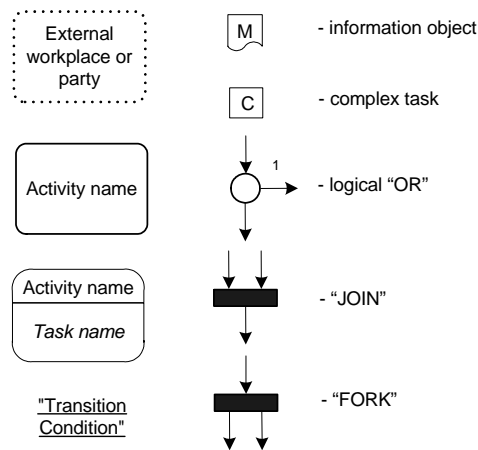 External
workplace or
party
M
- information object
C
- complex task
Activity name
1
- logical “OR”
Activity name
Task name
- “JOIN”
"Transition
Condition"
- “FORK”